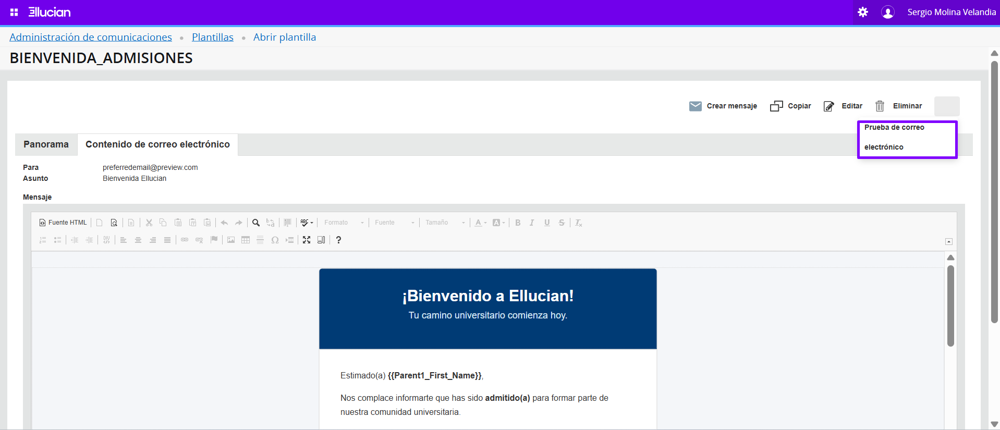 Ellucian
Sergio Molina Velandia
Administración de comunicaciones • Plantillas • Abrir plantilla
BIENVENIDA_ADMISIONES
Crear mensaje Copiar Editar Eliminar
Prueba de correo
electrónico
Panorama Contenido de correo electrónico
Para preferredemail@preview.com
Asunto Bienvenida Ellucian
Mensaje
Fuente HTML ABC Formato Fuente Tamaño A A B I U S Tx
DIV Ω ?
¡Bienvenido a Ellucian!
Tu camino universitario comienza hoy.
Estimado(a) {{Parent1_First_Name}},
Nos complace informarte que has sido admitido(a) para formar parte de
nuestra comunidad universitaria.